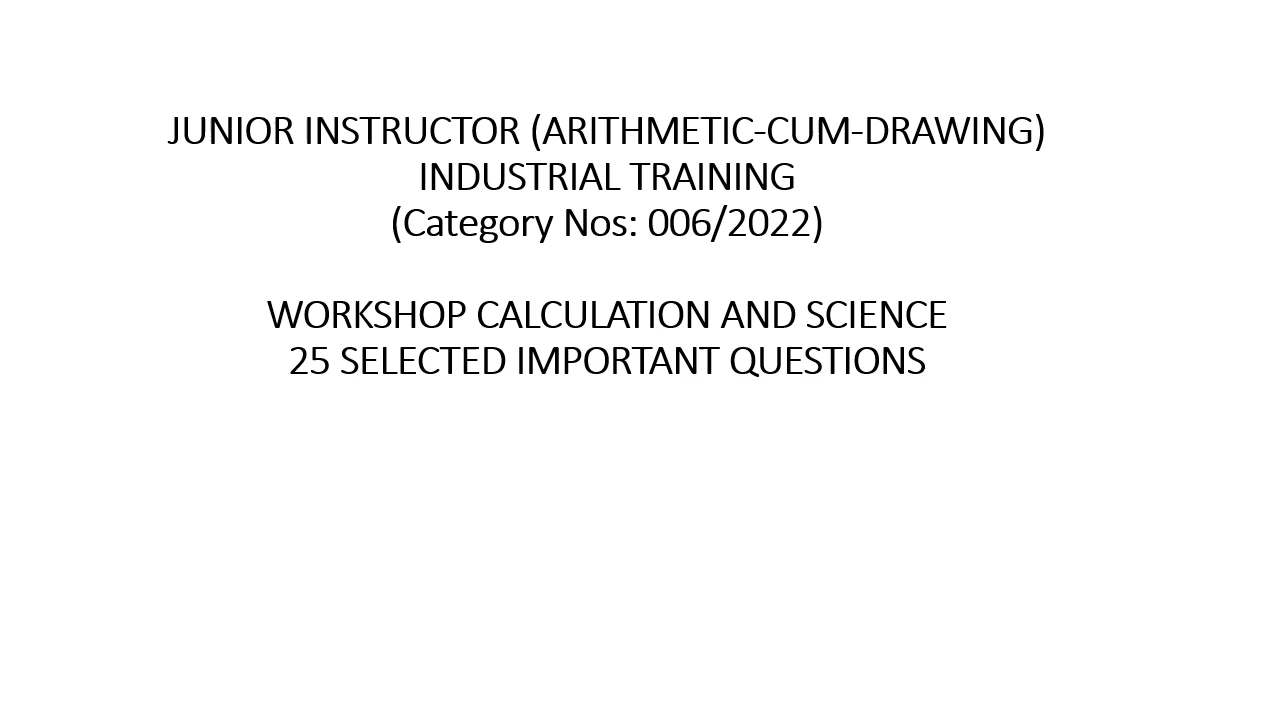 JUNIOR INSTRUCTOR (ARITHMETIC-CUM-DRAWING)
INDUSTRIAL TRAINING
(Category Nos: 006/2022)
WORKSHOP CALCULATION AND SCIENCE
25 SELECTED IMPORTANT QUESTIONS